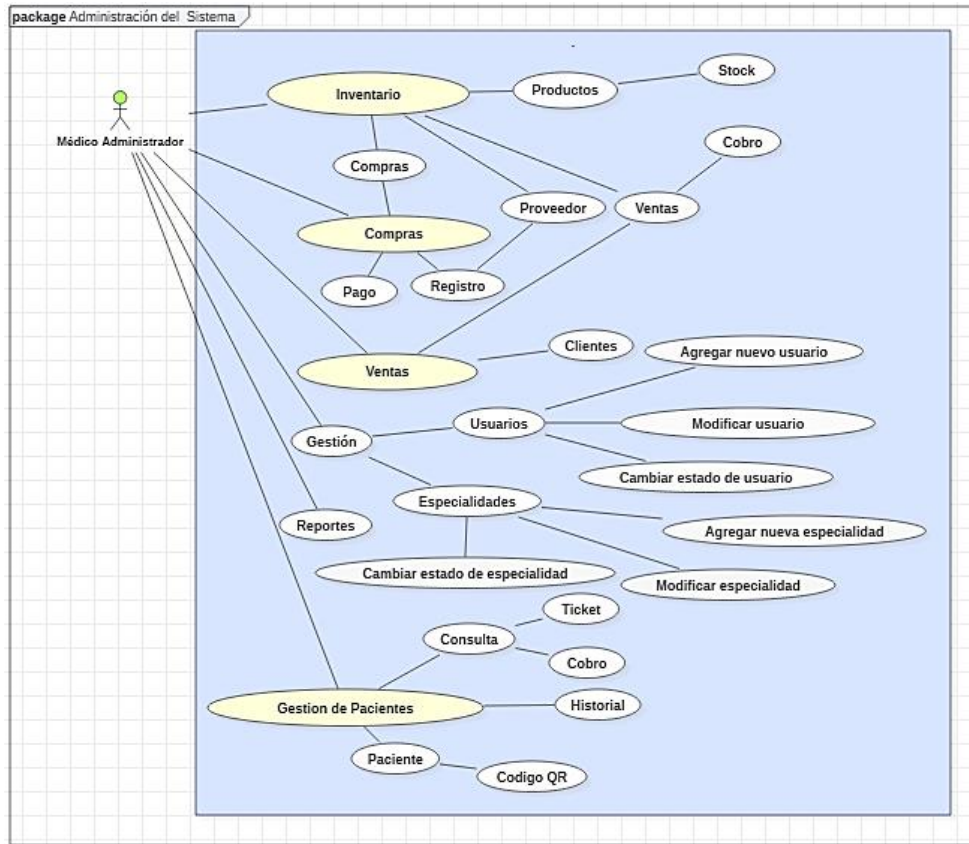 package Administración del Sistema
Médico Administrador
Inventario
Productos
Stock
Compras
Cobro
Proveedor
Ventas
Compras
Pago
Registro
Clientes
Ventas
Agregar nuevo usuario
Usuarios
Modificar usuario
Gestión
Cambiar estado de usuario
Especialidades
Reportes
Agregar nueva especialidad
Cambiar estado de especialidad
Modificar especialidad
Ticket
Consulta
Cobro
Gestion de Pacientes
Historial
Paciente
Codigo QR